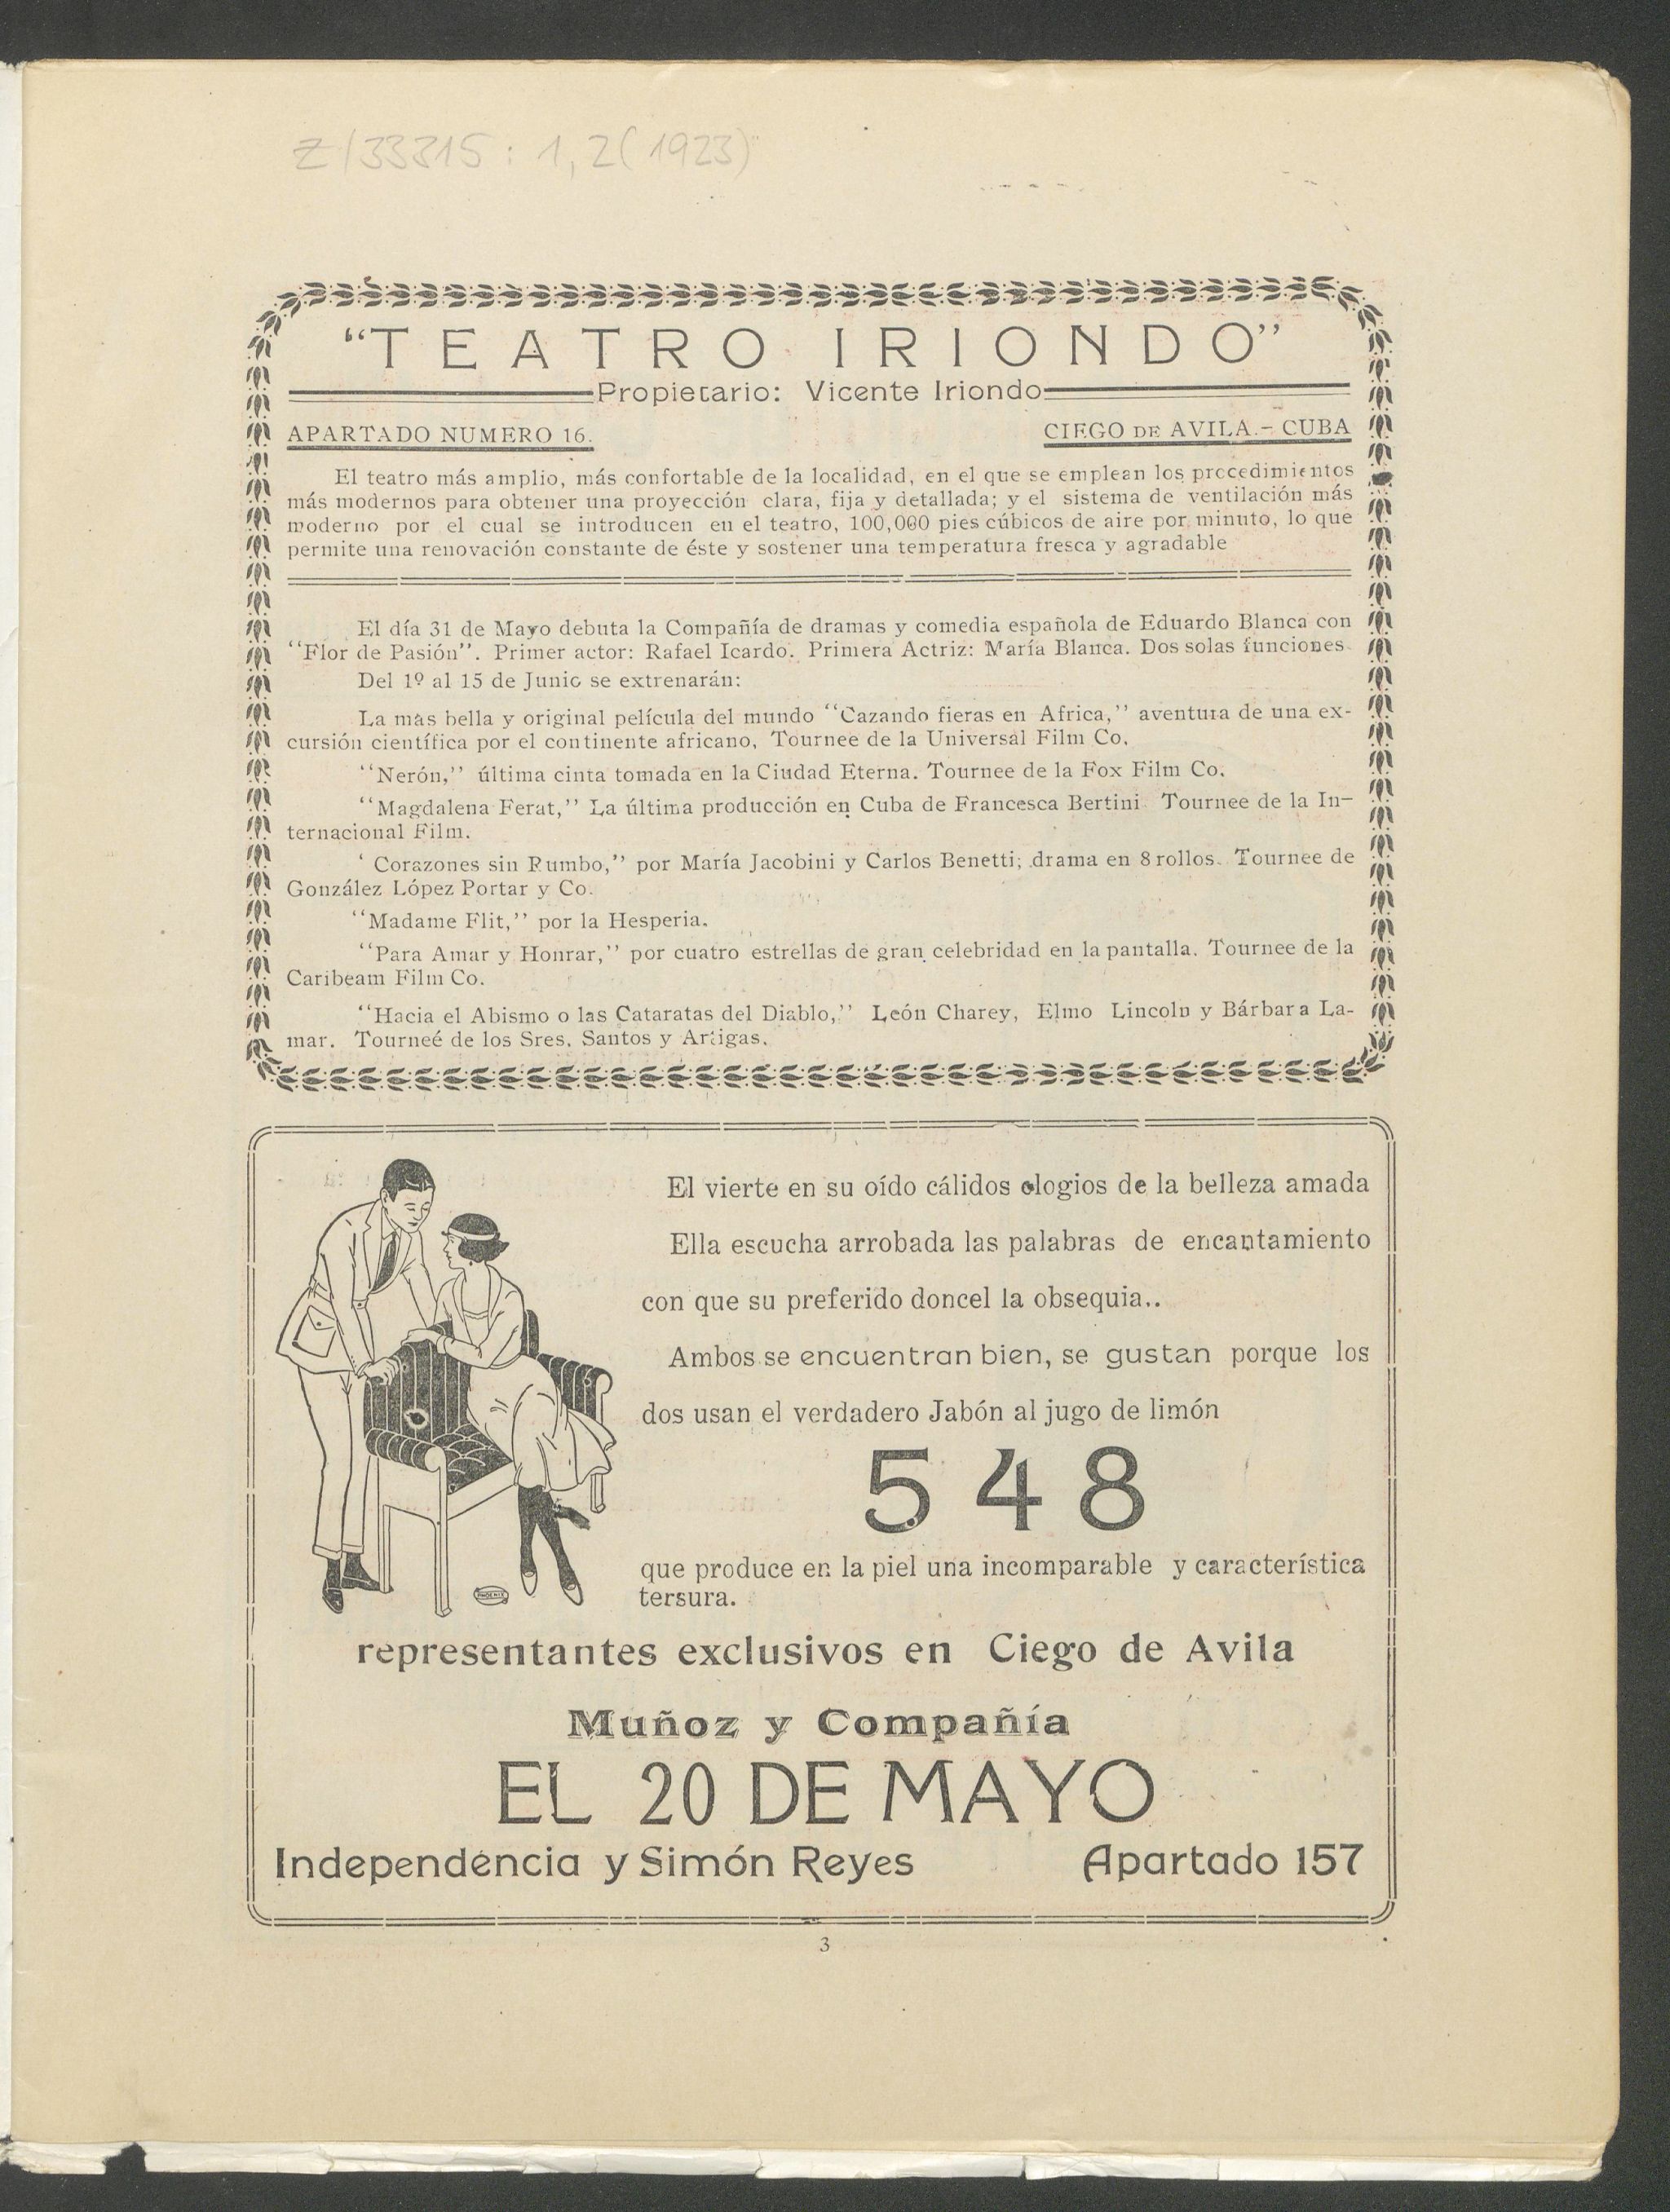 Z/33315 : 1,2(1923)
“TEATRO IRIONDO”
Propietario: Vicente Iriondo
APARTADO NUMERO 16.
CIEGO DE AVILA.- CUBA
El teatro más amplio, más confortable de la localidad, en el que se emplean los procedimientos
más modernos para obtener una proyección clara, fija y detallada; y el sistema de ventilación más
moderno por el cual se introducen en el teatro, 100,000 pies cúbicos de aire por minuto, lo que
permite una renovación constante de éste y sostener una temperatura fresca y agradable
El día 31 de Mayo debuta la Compañía de dramas y comedia española de Eduardo Blanca con
“Flor de Pasión”. Primer actor: Rafael Icardo. Primera Actriz: María Blanca. Dos solas funciones
Del 1º al 15 de Junio se extrenarán:
La mas bella y original película del mundo “Cazando fieras en Africa,” aventura de una ex-
cursión científica por el continente africano, Tournee de la Universal Film Co.
“Nerón,” última cinta tomada en la Ciudad Eterna. Tournee de la Fox Film Co.
“Magdalena Ferat,” La última producción en Cuba de Francesca Bertini Tournee de la In-
ternacional Film.
‘ Corazones sin Rumbo,” por María Jacobini y Carlos Benetti; drama en 8 rollos. Tournee de
González López Portar y Co.
“Madame Flit,” por la Hesperia.
“Para Amar y Honrar,” por cuatro estrellas de gran celebridad en la pantalla. Tournee de la
Caribeam Film Co.
“Hacia el Abismo o las Cataratas del Diablo,” León Charey, Elmo Lincoln y Bárbara La-
mar. Tourneé de los Sres. Santos y Artigas.
El vierte en su oído cálidos ologios de la belleza amada
Ella escucha arrobada las palabras de encantamiento
con que su preferido doncel la obsequia..
Ambos se encuentran bien, se gustan porque los
dos usan el verdadero Jabón al jugo de limón
548
que produce en la piel una incomparable y característica
tersura.
PHOENIX
representantes exclusivos en Ciego de Avila
Muñoz y Compañía
EL 20 DE MAYO
Independencia y Simón Reyes
Apartado 157
3